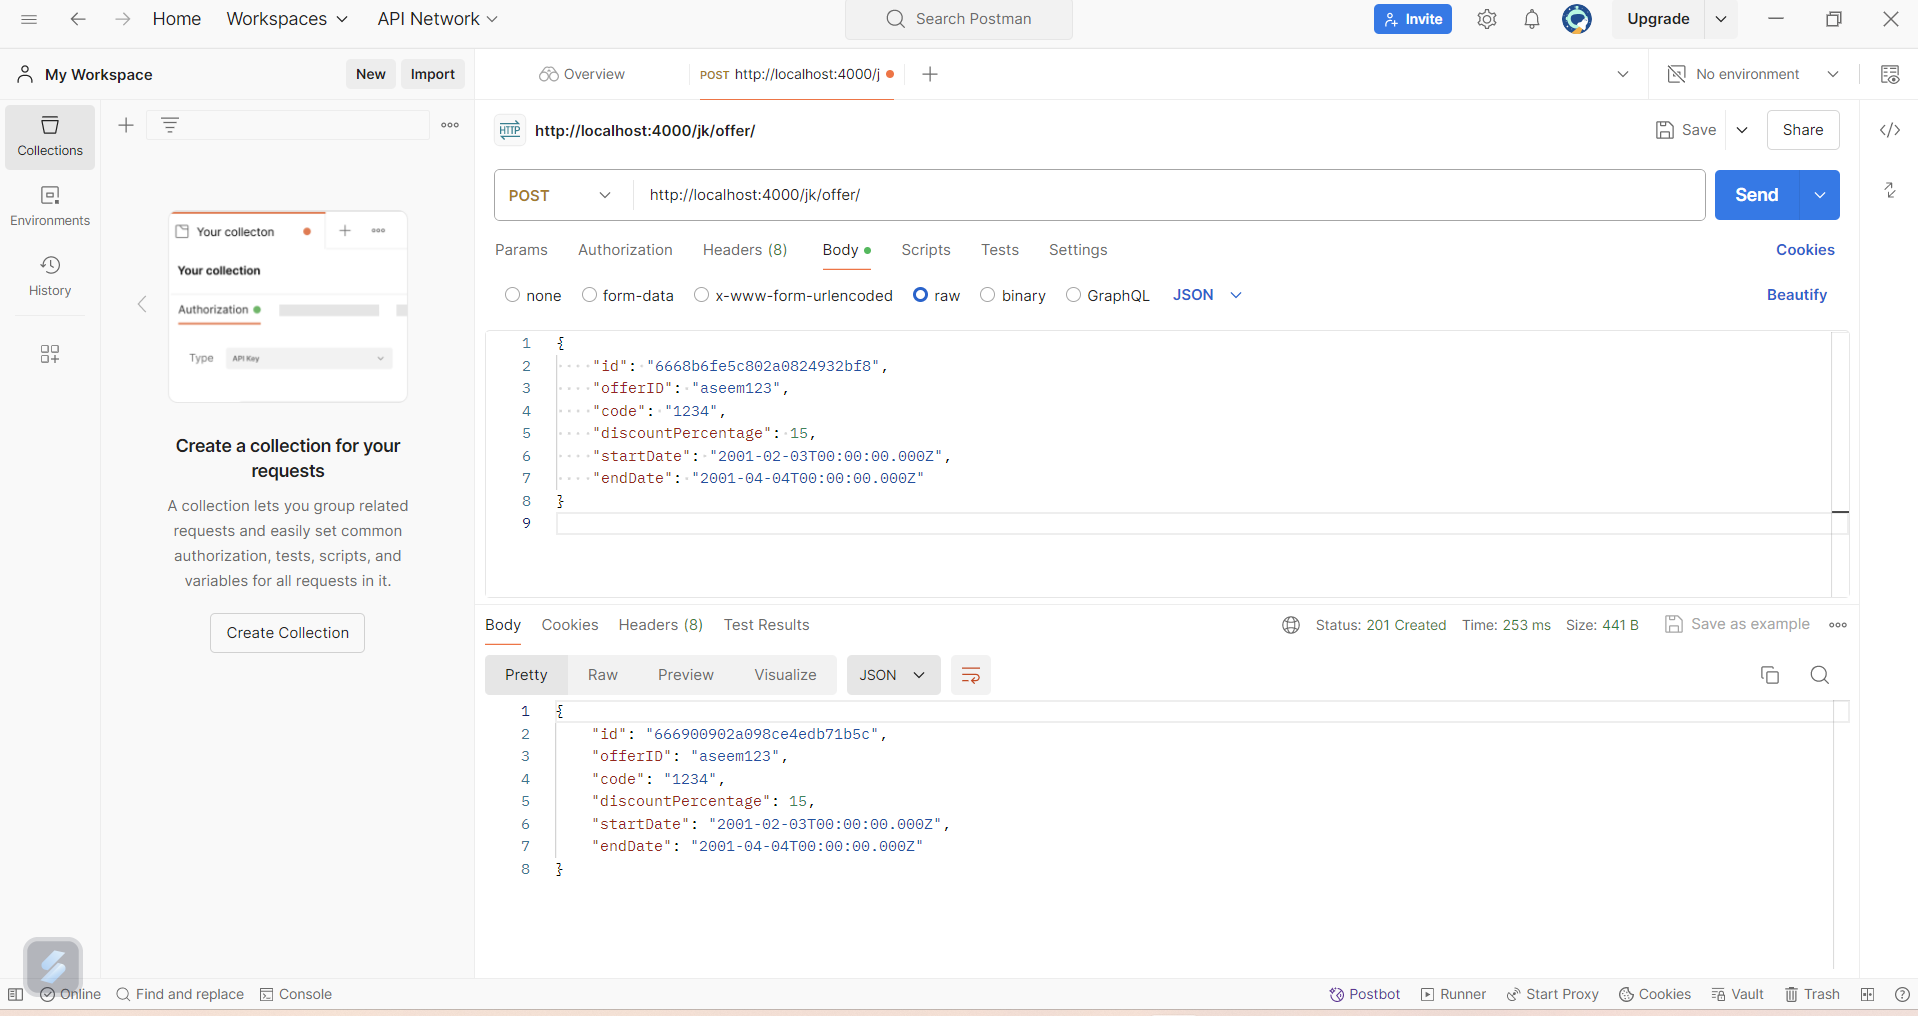 Home
Workspaces
API Network
Search Postman
Invite
Upgrade
My Workspace
New
Import
Overview
POST http://localhost:4000/j
No environment
Collections
Environments
History
Your collecton
Your collection
Authorization
Type
API Key
Create a collection for your
requests
A collection lets you group related
requests and easily set common
authorization, tests, scripts, and
variables for all requests in it.
Create Collection
HTTP http://localhost:4000/jk/offer/
Save
Share
POST
http://localhost:4000/jk/offer/
Send
Params Authorization Headers (8) Body Scripts Tests Settings
Cookies
none form-data x-www-form-urlencoded raw binary GraphQL JSON
Beautify
1 {
2 ····"id":·"6668b6fe5c802a0824932bf8",
3 ····"offerID":·"aseem123",
4 ····"code":·"1234",
5 ····"discountPercentage":·15,
6 ····"startDate":·"2001-02-03T00:00:00.000Z",
7 ····"endDate":·"2001-04-04T00:00:00.000Z"
8 }
9
Body Cookies Headers (8) Test Results
Status: 201 Created Time: 253 ms Size: 441 B
Save as example
Pretty Raw Preview Visualize JSON
1 {
2 "id": "666900902a098ce4edb71b5c",
3 "offerID": "aseem123",
4 "code": "1234",
5 "discountPercentage": 15,
6 "startDate": "2001-02-03T00:00:00.000Z",
7 "endDate": "2001-04-04T00:00:00.000Z"
8 }
Online
Find and replace
Console
Postbot
Runner
Start Proxy
Cookies
Vault
Trash